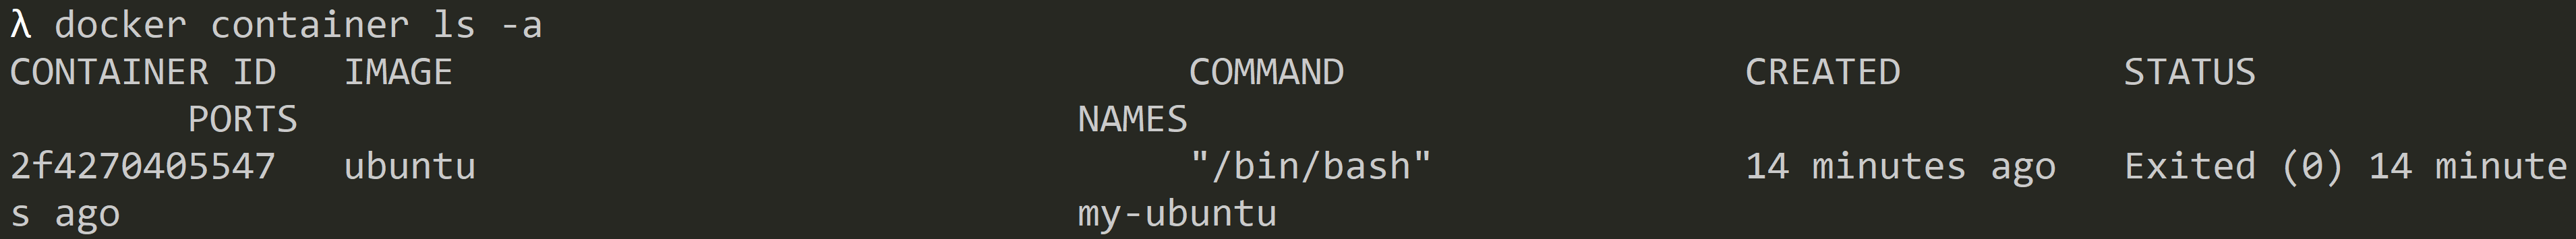 λ docker container ls -a
CONTAINER ID   IMAGE                                 COMMAND                  CREATED          STATUS
        PORTS                                   NAMES
2f4270405547   ubuntu                                "/bin/bash"              14 minutes ago   Exited (0) 14 minute
s ago                                           my-ubuntu